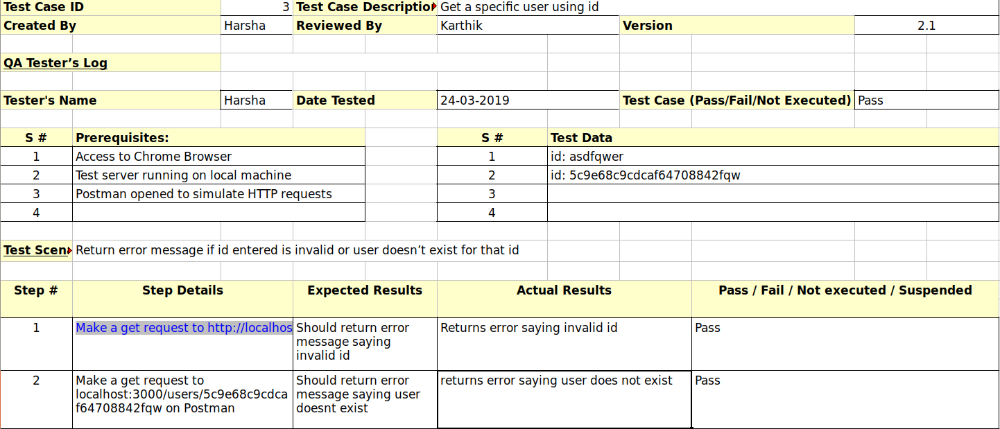 Test Case ID 3 Test Case Description Get a specific user using id
Created By Harsha Reviewed By Karthik Version 2.1
QA Tester’s Log
Tester's Name Harsha Date Tested 24-03-2019 Test Case (Pass/Fail/Not Executed) Pass
S # Prerequisites: S # Test Data
1 Access to Chrome Browser 1 id: asdfqwer
2 Test server running on local machine 2 id: 5c9e68c9cdcaf64708842fqw
3 Postman opened to simulate HTTP requests 3
4 4
Test Scen Return error message if id entered is invalid or user doesn’t exist for that id
Step # Step Details Expected Results Actual Results Pass / Fail / Not executed / Suspended
1 Make a get request to http://localhos Should return error Returns error saying invalid id Pass
message saying
invalid id
2 Make a get request to Should return error returns error saying user does not exist Pass
localhost:3000/users/5c9e68c9cdca message saying user
f64708842fqw on Postman doesnt exist